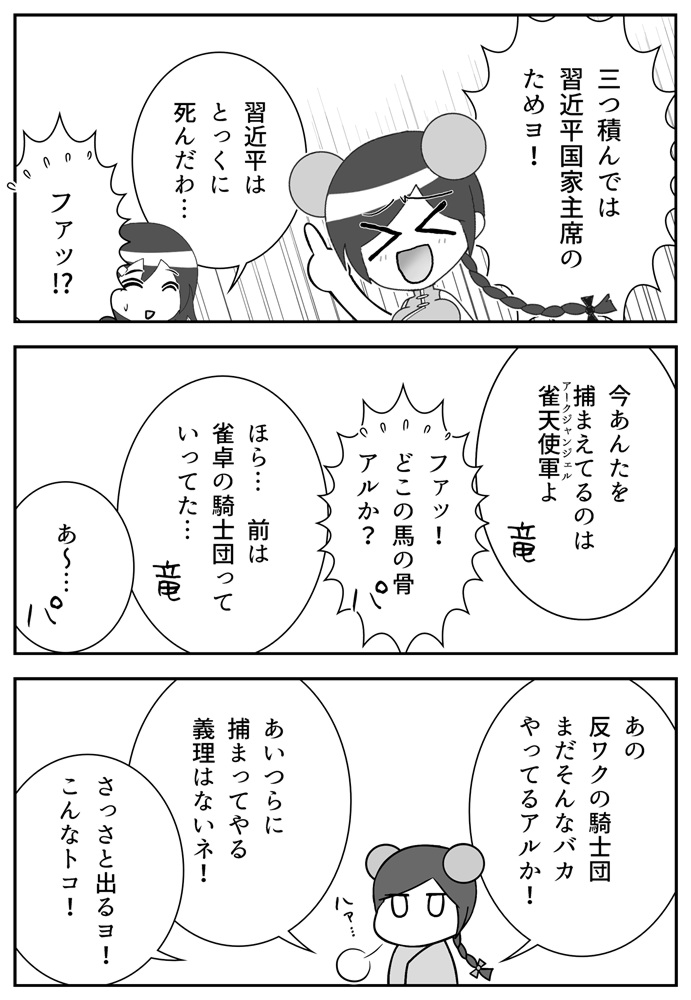 三つ積んでは
習近平国家主席の
ためヨ！
習近平は
とっくに
死んだわ…
ファッ!?
今あんたを
捕まえてるのは
雀天使軍よ
アークジャンジェル
竜
ファッ！
どこの馬の骨
アルか？
パ
ほら… 前は
雀卓の騎士団って
いってた…
竜
あ〜…
パ
あの
反ワクの騎士団
まだそんなバカ
やってるアルか！
ハァ…
あいつらに
捕まってやる
義理はないネ！
さっさと出るヨ！
こんなトコ！